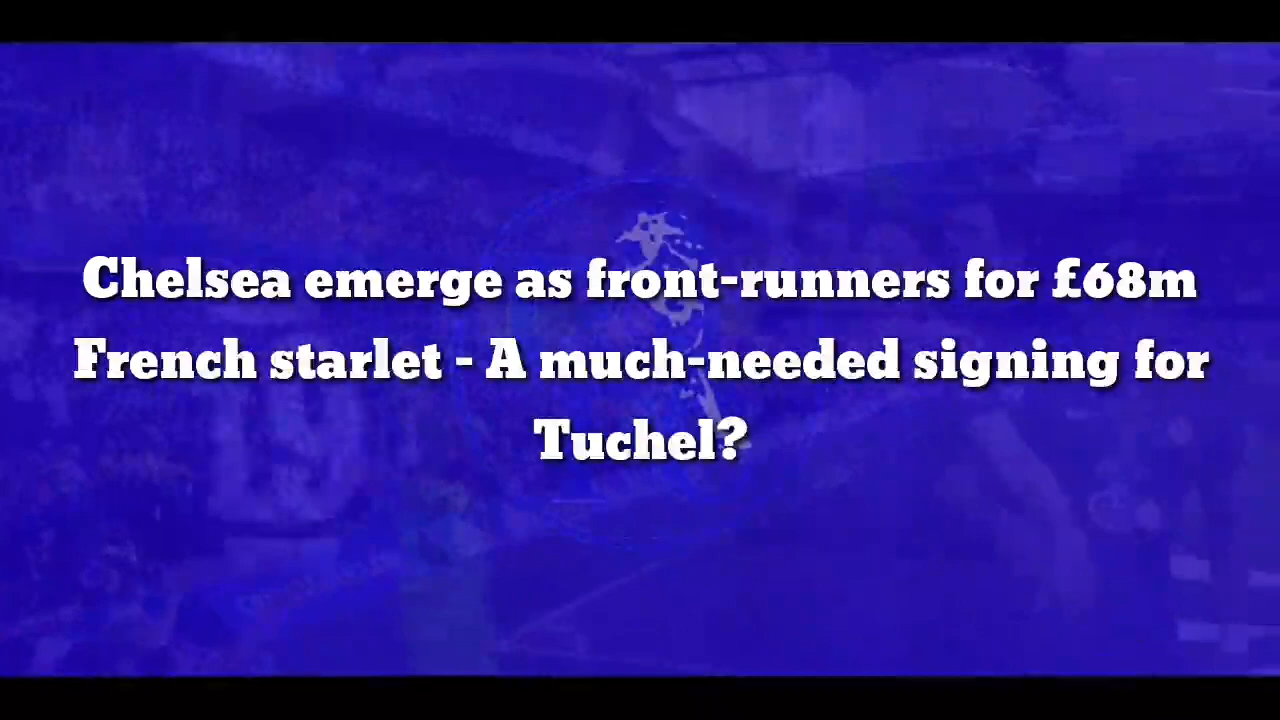 Chelsea emerge as front-runners for £68m
French starlet - A much-needed signing for
Tuchel?